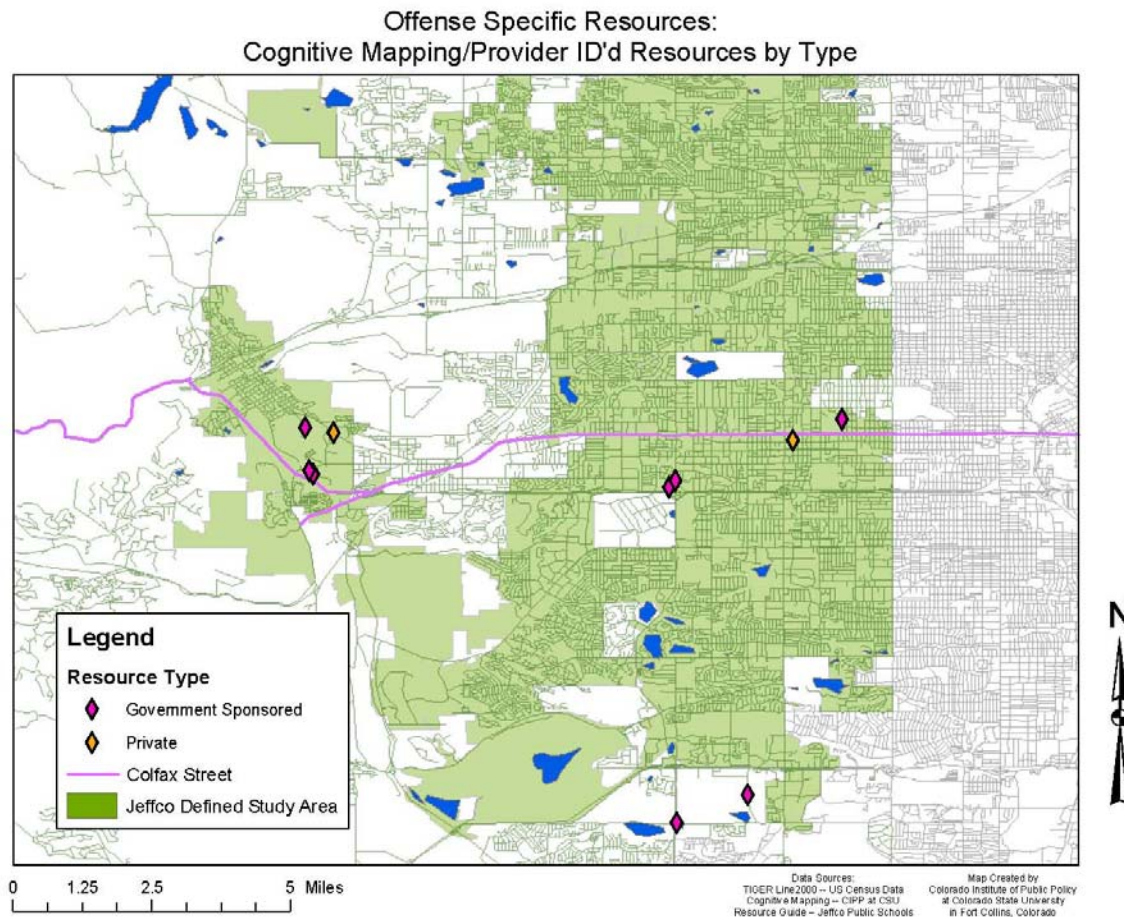 Offense Specific Resources:
Cognitive Mapping/Provider ID'd Resources by Type
Legend
Resource Type
Government Sponsored
Private
Colfax Street
Jeffco Defined Study Area
N
0 1.25 2.5 5 Miles
Data Sources:
TIGER Line2000 -- US Census Data
Cognitive Mapping -- CIPP at CSU
Resource Guide – Jeffco Public Schools
Map Created by
Colorado Institute of Public Policy
at Colorado State University
in Fort Collins, Colorado